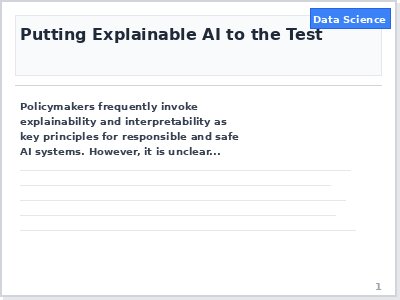 Data Science
Putting Explainable AI to the Test
Policymakers frequently invoke
explainability and interpretability as
key principles for responsible and safe
AI systems. However, it is unclear...
1